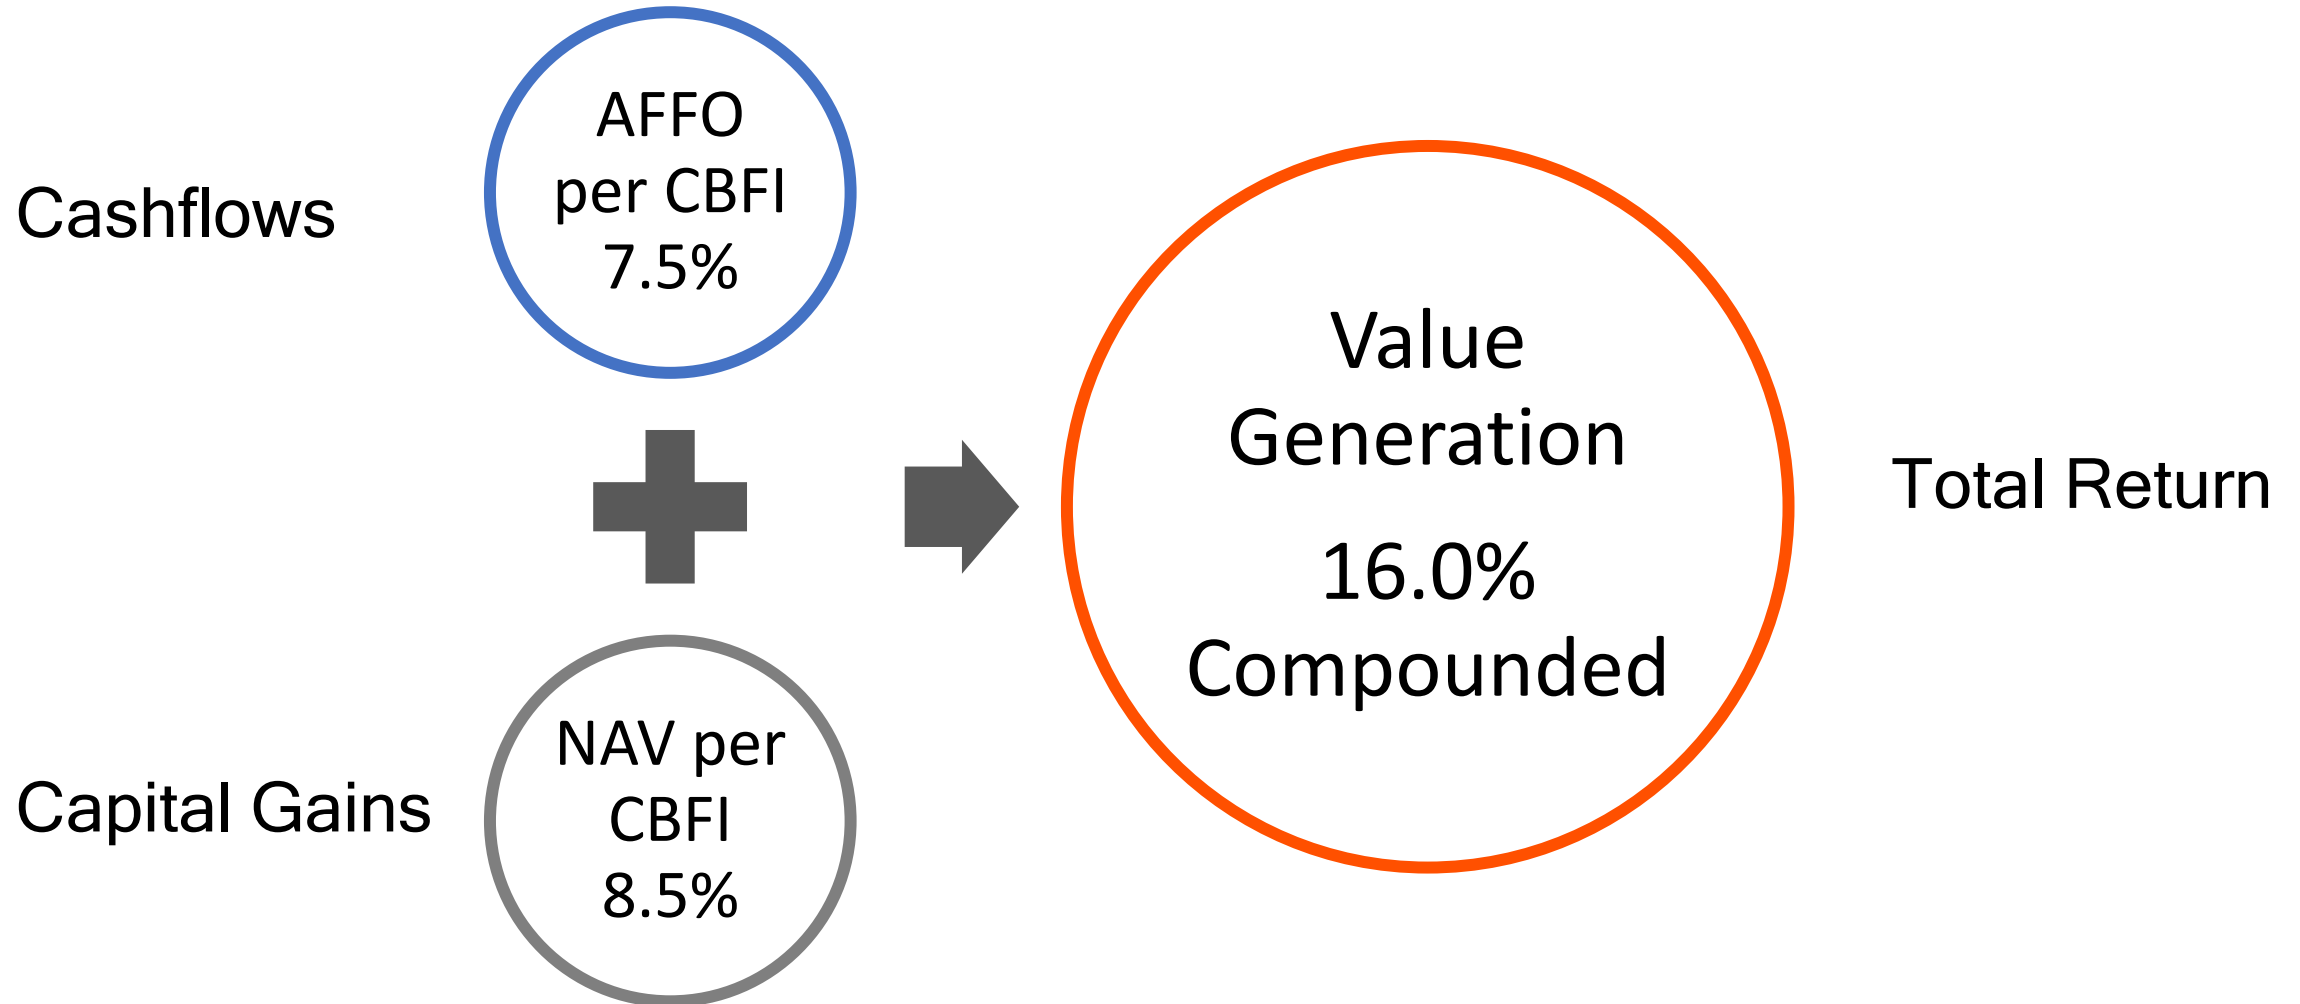 Cashflows
AFFO
per CBFI
7.5%
Capital Gains
NAV per
CBFI
8.5%
Value
Generation
16.0%
Compounded
Total Return